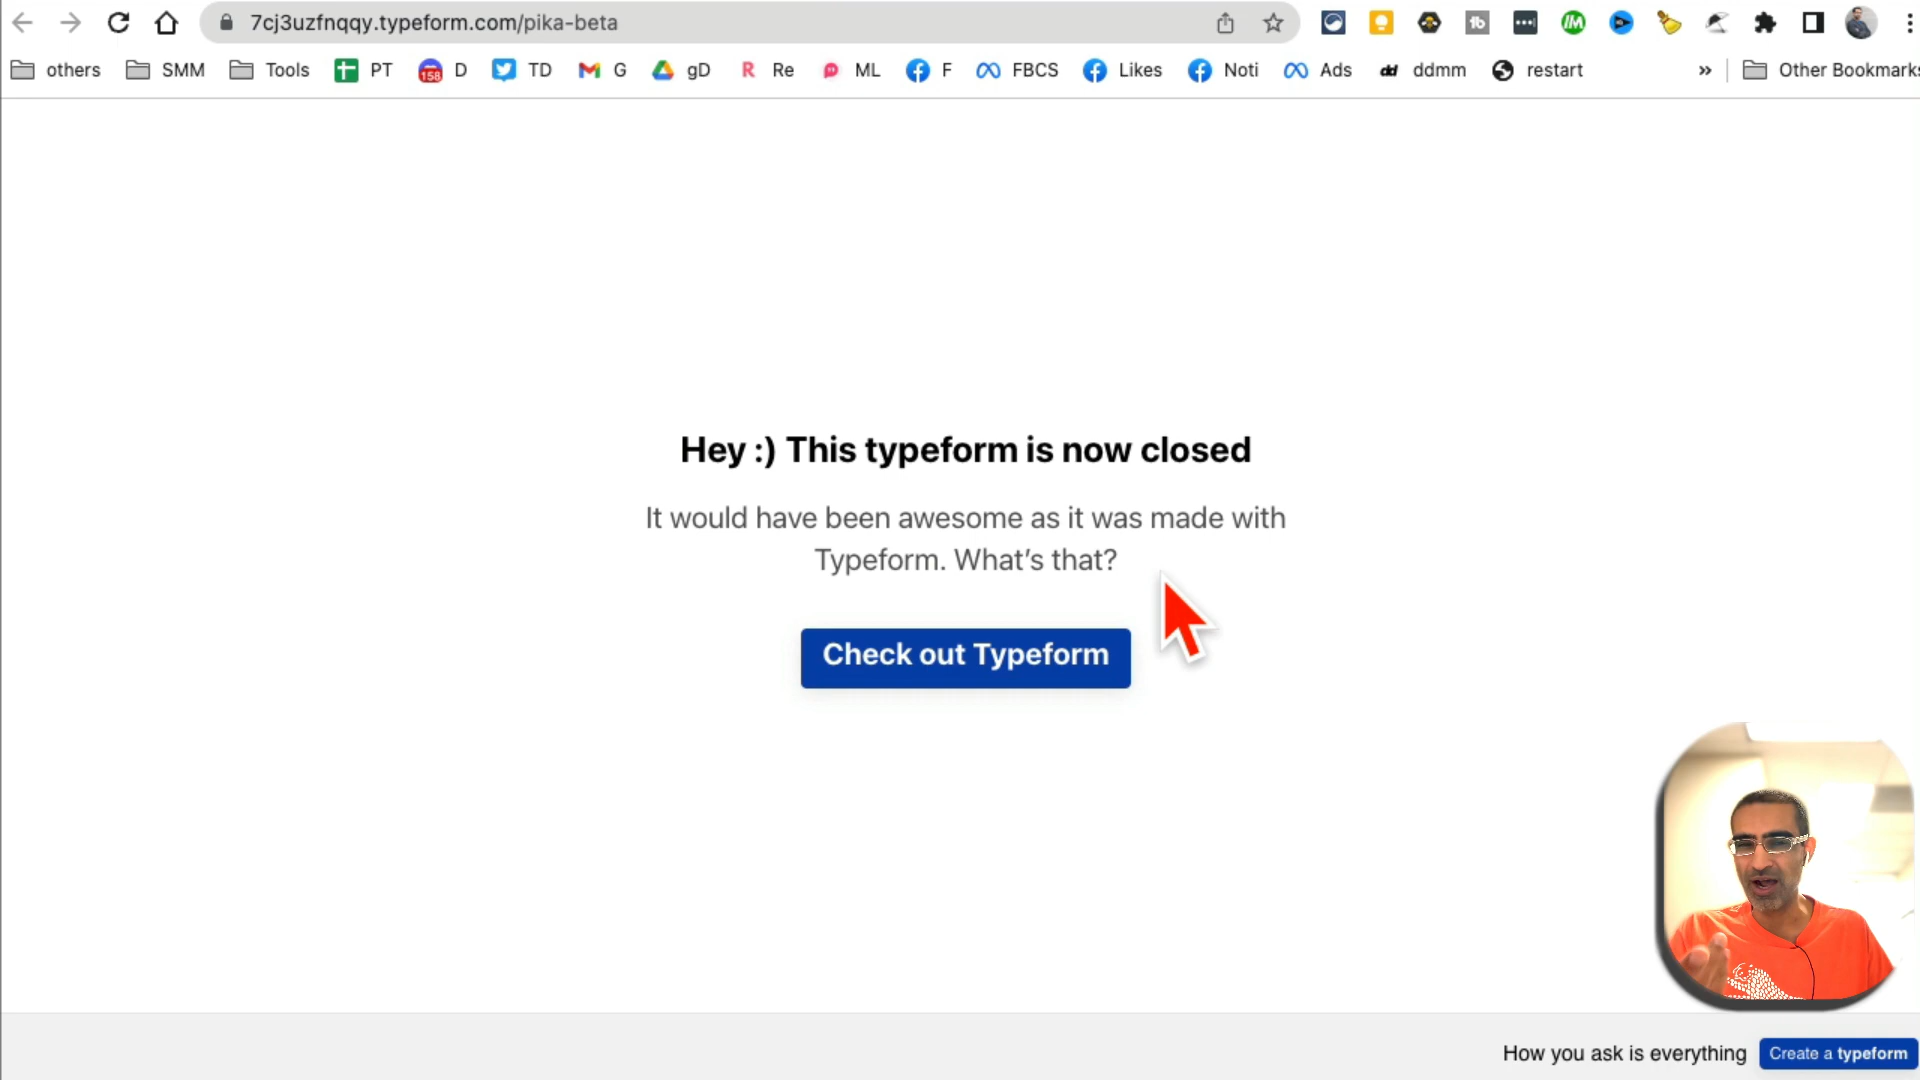 7cj3uzfnqqy.typeform.com/pika-beta
others SMM Tools PT 158 D TD G gD R Re ML F FBCS Likes Noti Ads dd ddmm restart » Other Bookmarks
Hey :) This typeform is now closed
It would have been awesome as it was made with
Typeform. What's that?
Check out Typeform
How you ask is everything Create a typeform